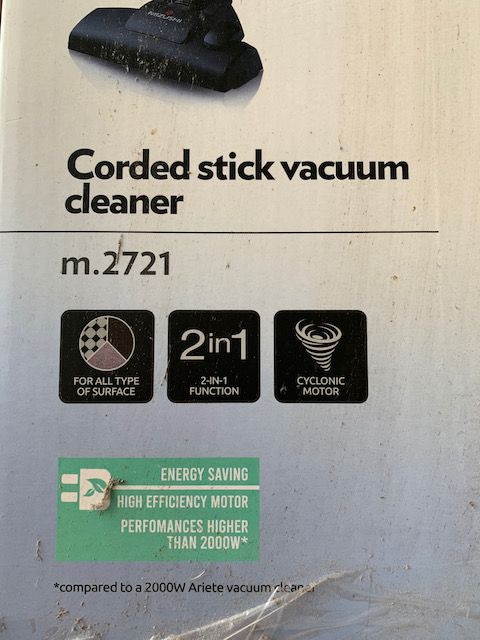 Corded stick vacuum
cleaner
m.2721
FOR ALL TYPE
OF SURFACE
2in1
2-IN-1
FUNCTION
CYCLONIC
MOTOR
ENERGY SAVING
HIGH EFFICIENCY MOTOR
PERFOMANCES HIGHER
THAN 2000W*
*compared to a 2000W Ariete vacuum cleaner